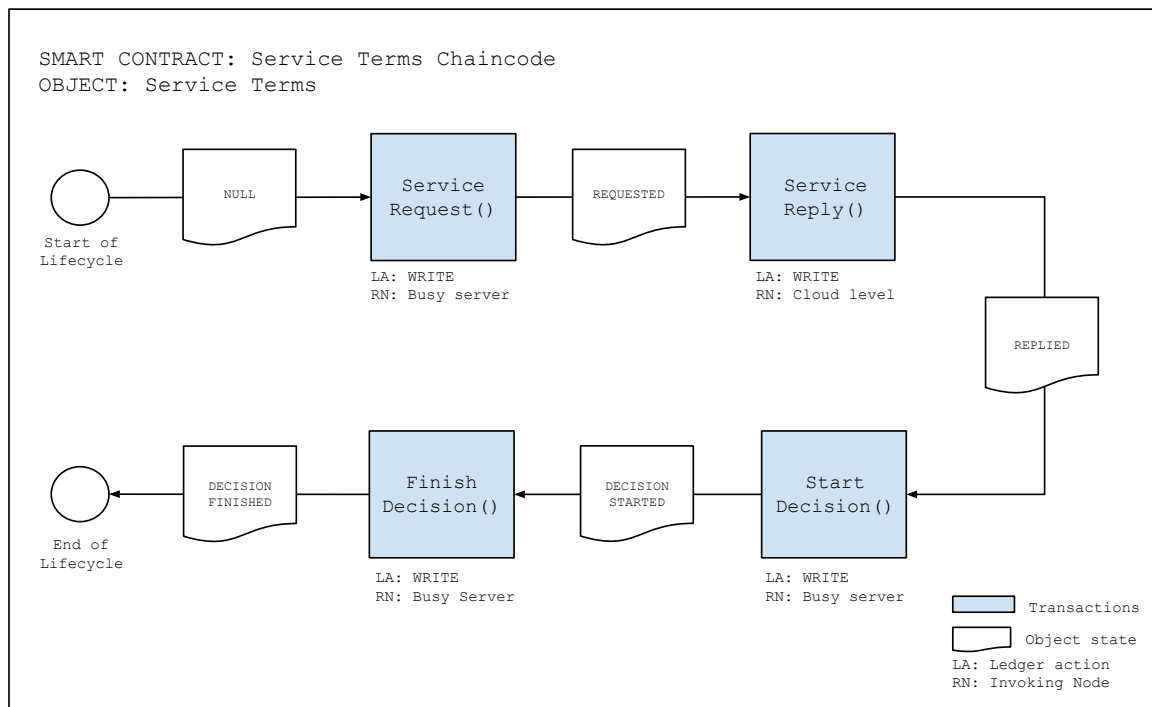 SMART CONTRACT: Service Terms Chaincode
OBJECT: Service Terms
Start of
Lifecycle
NULL
Service
Request()
LA: WRITE
RN: Busy server
REQUESTED
Service
Reply()
LA: WRITE
RN: Cloud level
REPLIED
Start
Decision()
LA: WRITE
RN: Busy server
DECISION
STARTED
Finish
Decision()
LA: WRITE
RN: Busy Server
DECISION
FINISHED
End of
Lifecycle
Transactions
Object state
LA: Ledger action
RN: Invoking Node